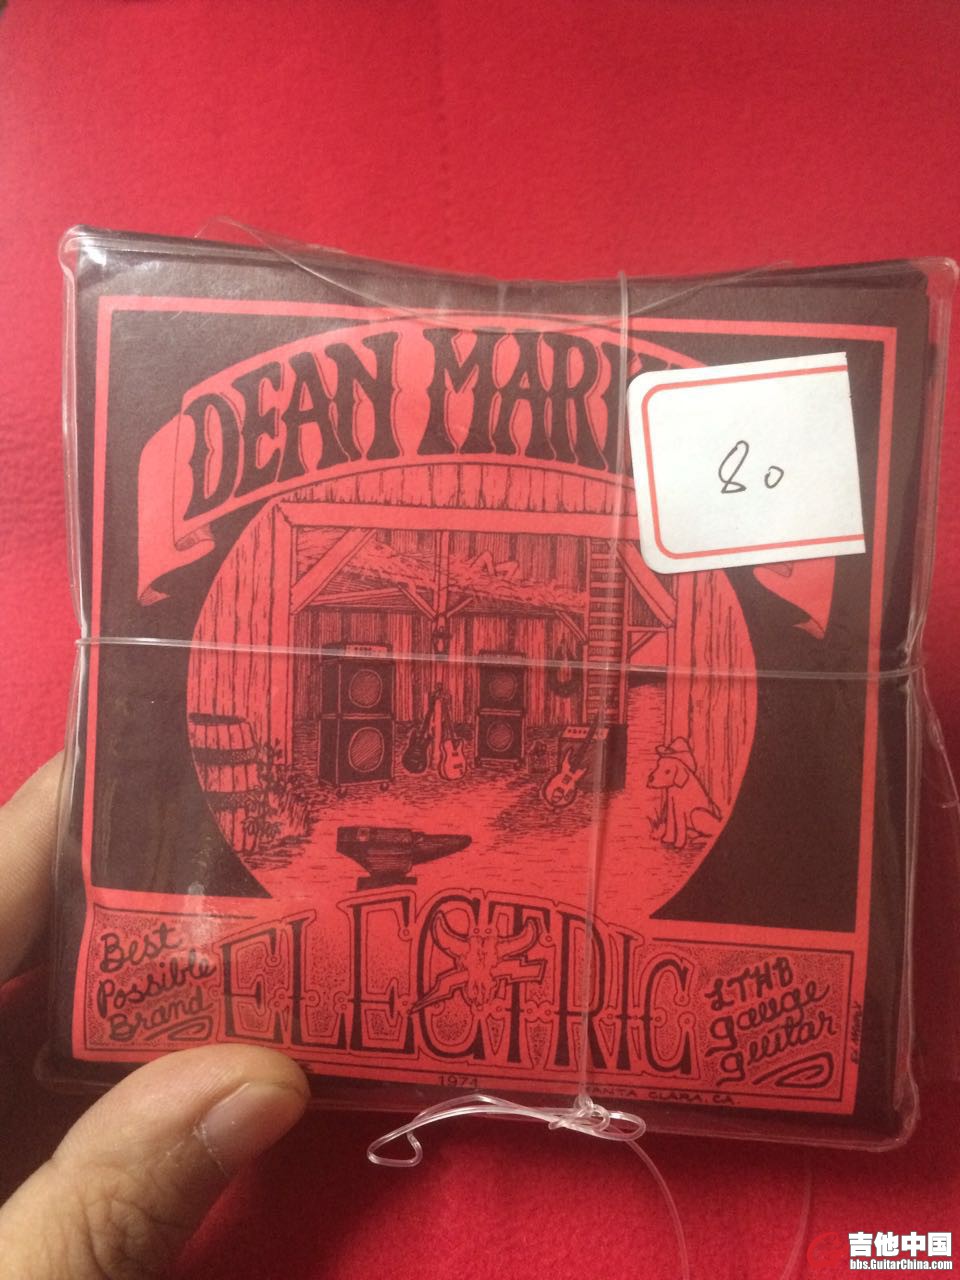 DEAN MARK
80
Best
Possible
Brand
ELECTRIC
LTHB
gauge
guitar
1974
SANTA CLARA, CA.
吉他中国
bbs.GuitarChina.com